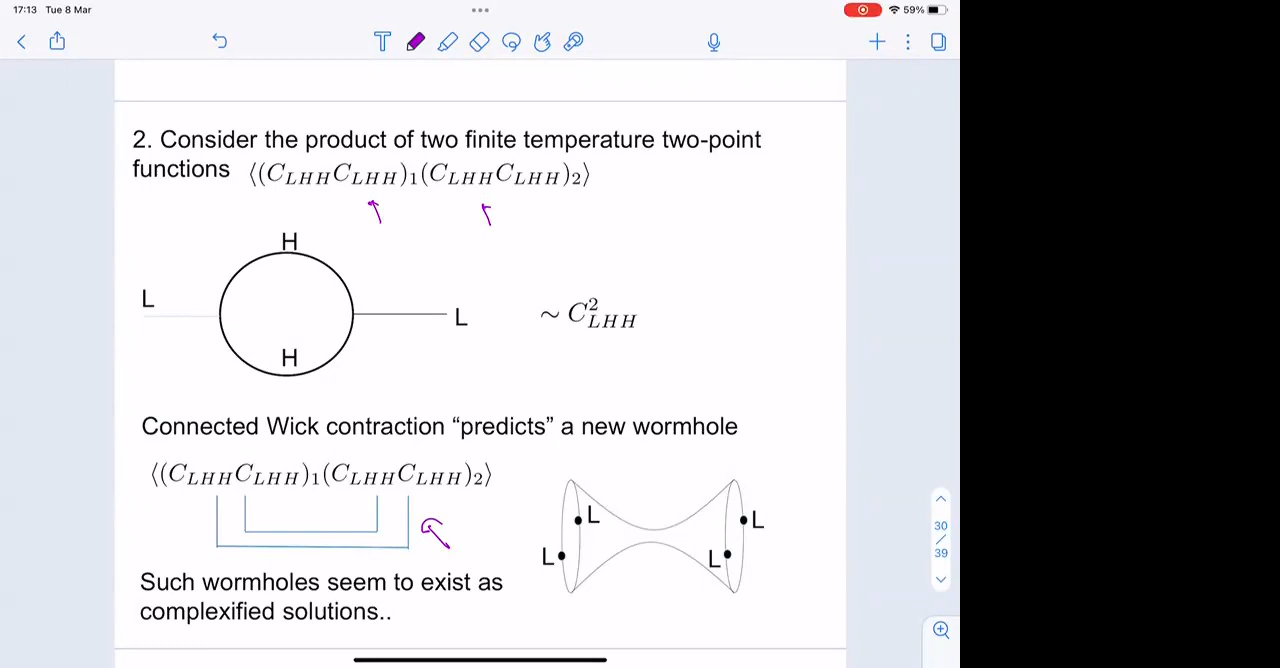 17:13 Tue 8 Mar
59%
2. Consider the product of two finite temperature two-point
functions ⟨(C_{LHH}C_{LHH})_1(C_{LHH}C_{LHH})_2⟩
H
L
L
∼ C^2_{LHH}
H
Connected Wick contraction “predicts” a new wormhole
⟨(C_{LHH}C_{LHH})_1(C_{LHH}C_{LHH})_2⟩
L
L
L
L
Such wormholes seem to exist as
complexified solutions..
30
/
39